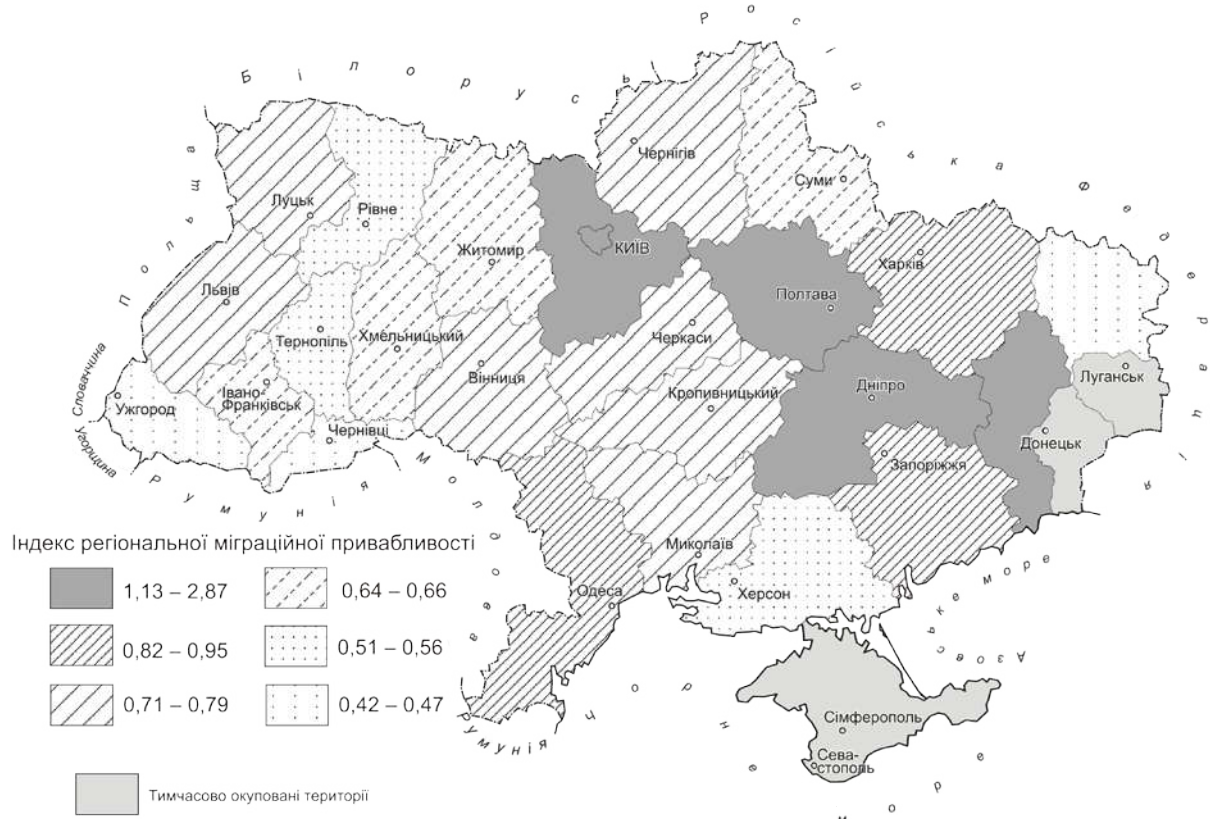 Російська Федерація
Білорусь
Польща
Словаччина
Угорщина
Румунія
Молдова
Румунія
Чорне море
Азовське море
Чернігів
Суми
Луцьк
Рівне
Житомир
КИЇВ
Харків
Львів
Полтава
Тернопіль
Хмельницький
Черкаси
Вінниця
Луганськ
Ужгород
Івано-
Франківськ
Кропивницький
Дніпро
Чернівці
Донецьк
Запоріжжя
Миколаїв
Одеса
Херсон
Сімферополь
Сева-
стополь
Індекс регіональної міграційної привабливості
1,13 – 2,87
0,64 – 0,66
0,82 – 0,95
0,51 – 0,56
0,71 – 0,79
0,42 – 0,47
Тимчасово окуповані території